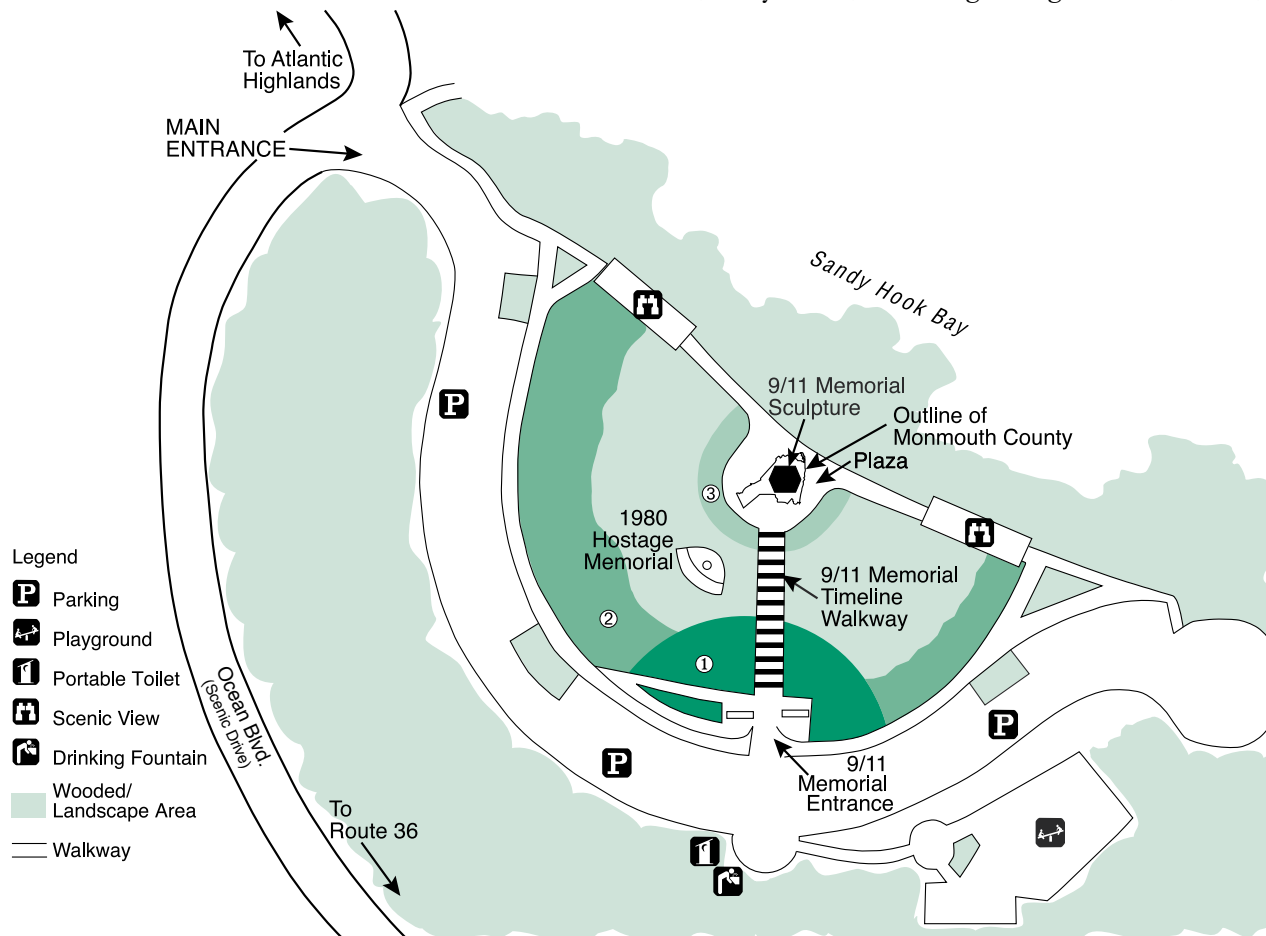 To Atlantic
Highlands
MAIN
ENTRANCE
Sandy Hook Bay
P
9/11 Memorial
Sculpture
Outline of
Monmouth County
Plaza
3
1980
Hostage
Memorial
9/11 Memorial
Timeline
Walkway
2
1
Legend
P Parking
Playground
Portable Toilet
Scenic View
Drinking Fountain
Wooded/
Landscape Area
Walkway
Ocean Blvd.
(Scenic Drive)
P
P
9/11
Memorial
Entrance
To
Route 36